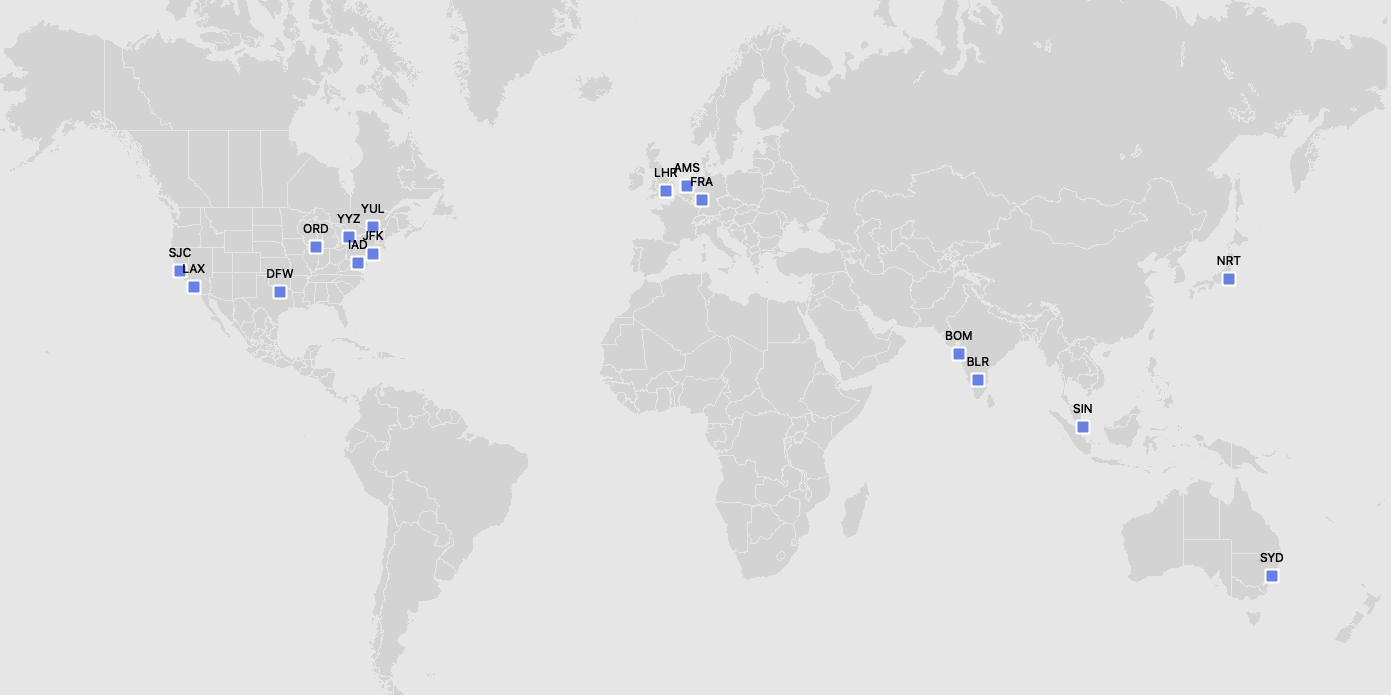 AMS
LHR
FRA
YUL
YYZ
ORD
JFK
IAD
SJC
LAX
DFW
NRT
BOM
BLR
SIN
SYD